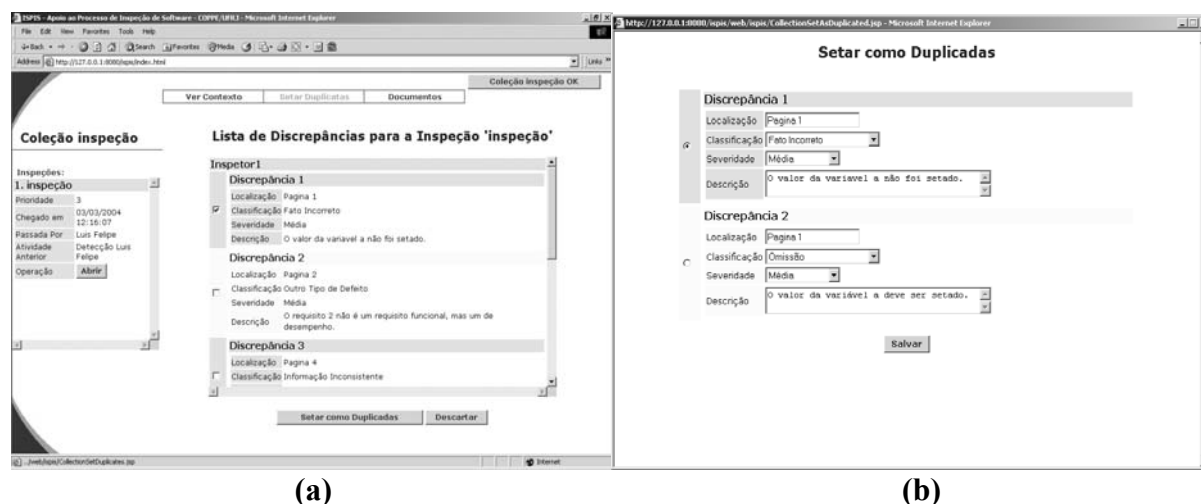 ISPIS - Apoio ao Processo de Inspeção de Software - COPPE/UFRJ - Microsoft Internet Explorer
File Edit View Favorites Tools Help
Back Search Favorites Media
Address http://127.0.0.1:8080/ispis/index.html Links
Coleção inspeção OK
Ver Contexto Setar Duplicatas Documentos
Coleção inspeção
Inspeções:
1. inspeção
Prioridade 3
Chegado em 03/03/2004 12:16:07
Passada Por Luis Felipe
Atividade Anterior Detecção Luis Felipe
Operação Abrir
Lista de Discrepâncias para a Inspeção 'inspeção'
Inspetor1
Discrepância 1
Localização Pagina 1
Classificação Fato Incorreto
Severidade Média
Descrição O valor da variavel a não foi setado.
Discrepância 2
Localização Pagina 2
Classificação Outro Tipo de Defeito
Severidade Média
Descrição O requisito 2 não é um requisito funcional, mas um de
desempenho.
Discrepância 3
Localização Pagina 4
Classificação Informação Inconsistente
Setar como Duplicadas Descartar
.../web/ispis/CollectionSetDuplicates.jsp Internet
(a)
http://127.0.0.1:8080/ispis/web/ispis/CollectionSetAsDuplicated.jsp - Microsoft Internet Explorer
Setar como Duplicadas
Discrepância 1
Localização Pagina 1
Classificação Fato Incorreto
Severidade Média
Descrição O valor da variavel a não foi setado.
Discrepância 2
Localização Pagina 1
Classificação Omissão
Severidade Média
Descrição O valor da variável a deve ser setado.
Salvar
(b)